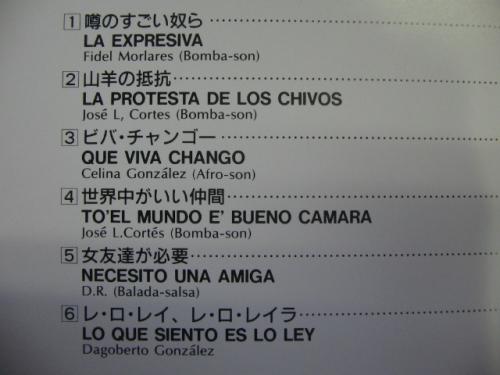 1 噂のすごい奴ら
LA EXPRESIVA
Fidel Morlares (Bomba-son)
2 山羊の抵抗
LA PROTESTA DE LOS CHIVOS
José L, Cortes (Bomba-son)
3 ビバ・チャンゴー
QUE VIVA CHANGO
Celina González (Afro-son)
4 世界中がいい仲間
TO'EL MUNDO E' BUENO CAMARA
José L.Cortés (Bomba-son)
5 女友達が必要
NECESITO UNA AMIGA
D.R. (Balada-salsa)
6 レ・ロ・レイ、レ・ロ・レイラ
LO QUE SIENTO ES LO LEY
Dagoberto González